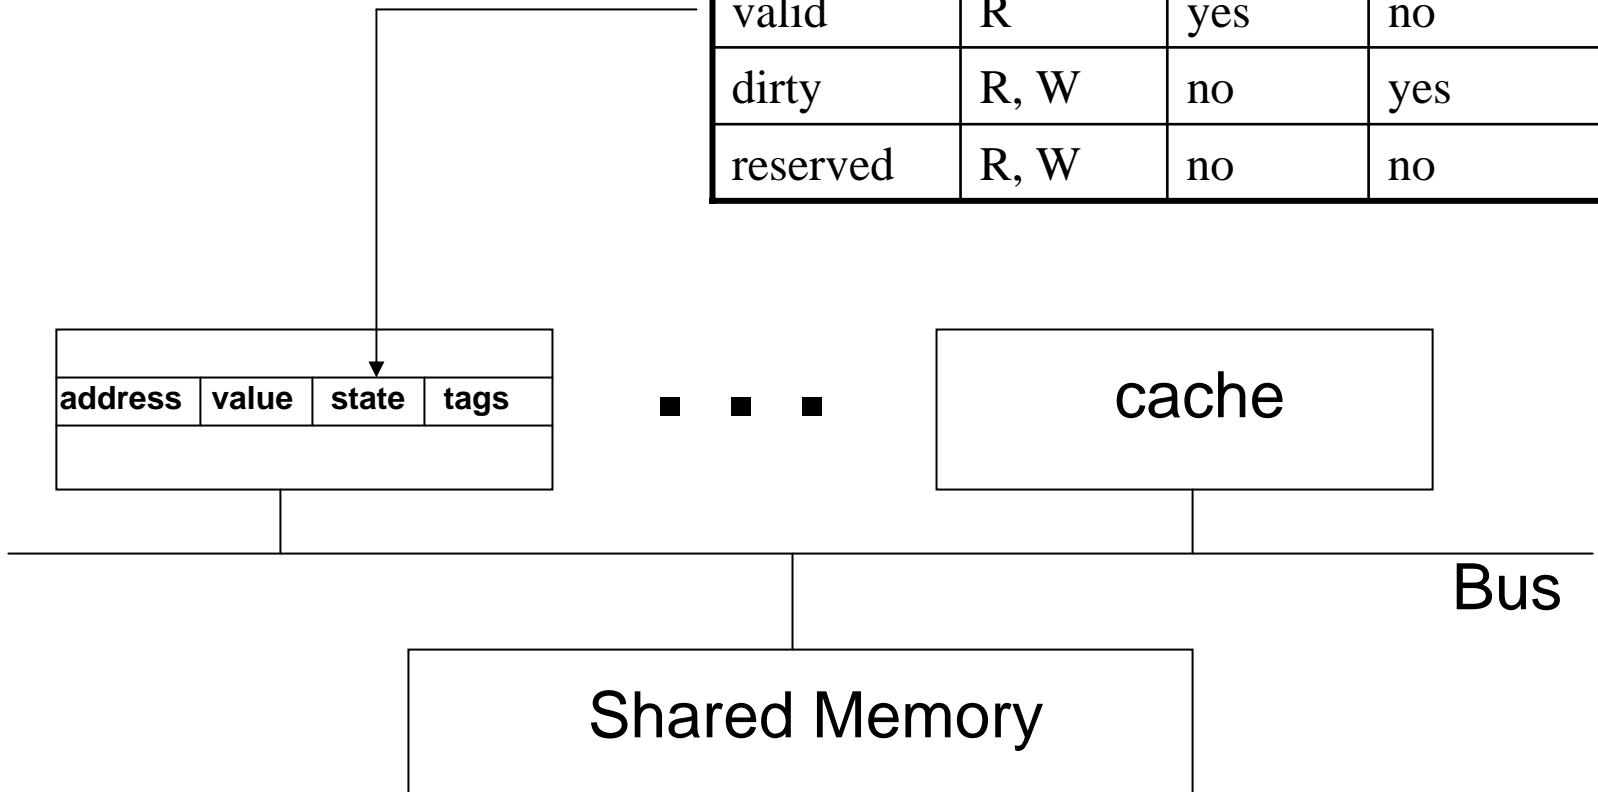 valid R yes no
dirty R, W no yes
reserved R, W no no
address value state tags
cache
Bus
Shared Memory